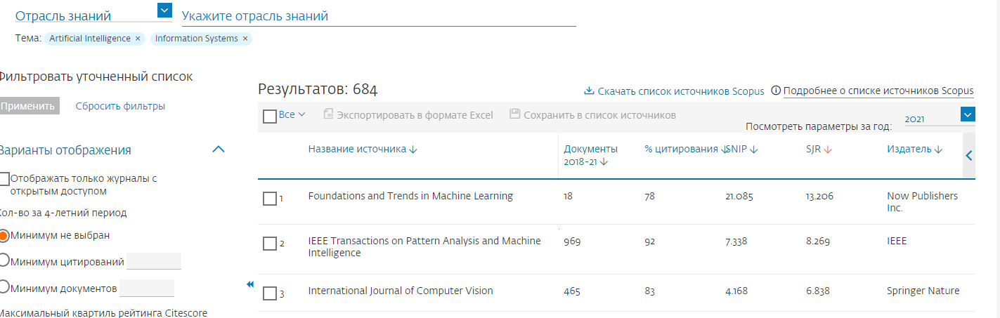 Отрасль знаний
Укажите отрасль знаний
Тема: Artificial Intelligence × Information Systems ×
Фильтровать уточненный список
Применить
Сбросить фильтры
Варианты отображения
Отображать только журналы с
открытым доступом
Кол-во за 4-летний период
Минимум не выбран
Минимум цитирований
Минимум документов
Максимальный квартиль рейтинга Citescore
Результатов: 684
Скачать список источников Scopus
Подробнее о списке источников Scopus
Все
Экспортировать в формате Excel
Сохранить в список источников
Посмотреть параметры за год: 2021
Название источника ↓ Документы % цитирования ↓ SNIP ↓ SJR ↓ Издатель ↓
2018-21 ↓
1 Foundations and Trends in Machine Learning 18 78 21.085 13.206 Now Publishers
Inc.
2 IEEE Transactions on Pattern Analysis and Machine 969 92 7.338 8.269 IEEE
Intelligence
3 International Journal of Computer Vision 465 83 4.168 6.838 Springer Nature